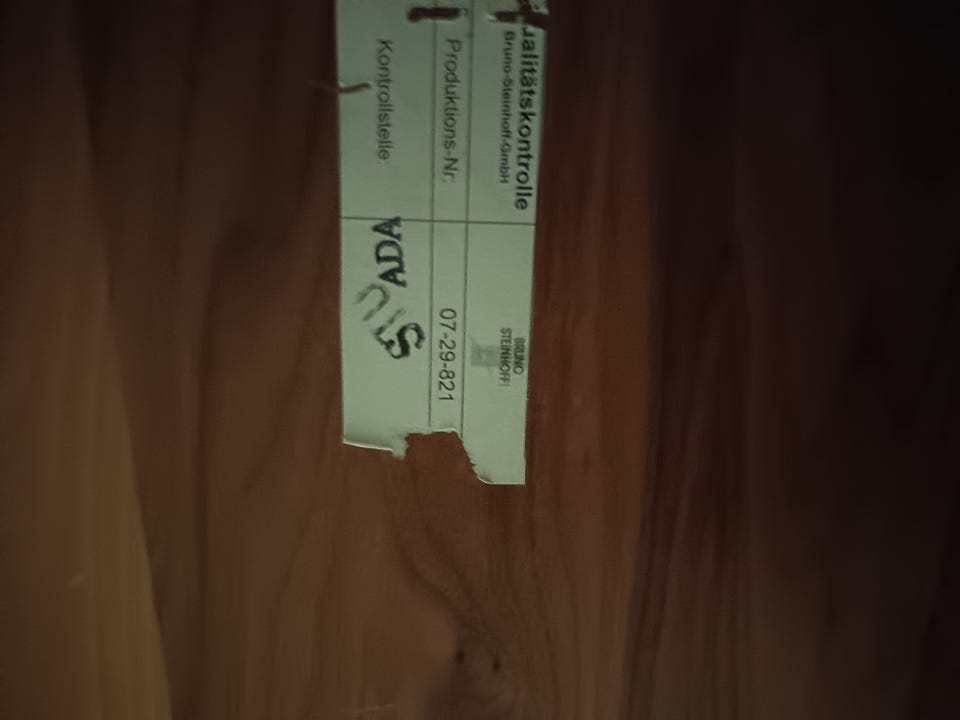 ualitätskontrolle
Bruno-Steinhoff-GmbH
BRUNO
STEINHOFF
Produktions-Nr:
07-29-821
Kontrollstelle:
ADA